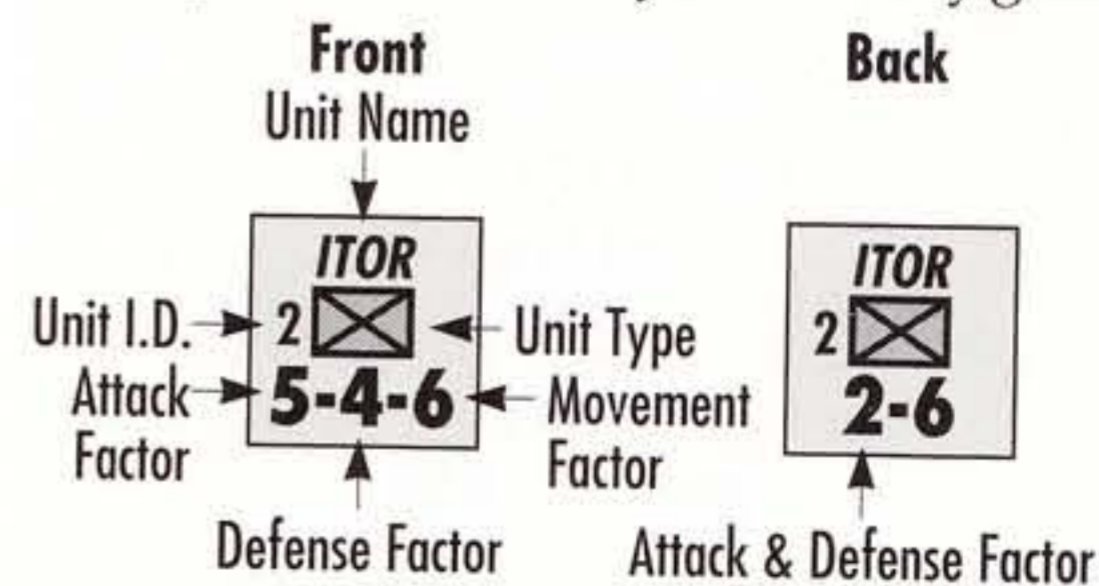 Front
Unit Name
ITOR
Unit I.D.
2
Unit Type
Attack
Factor
5-4-6
Movement
Factor
Defense Factor
Back
ITOR
2
2-6
Attack & Defense Factor